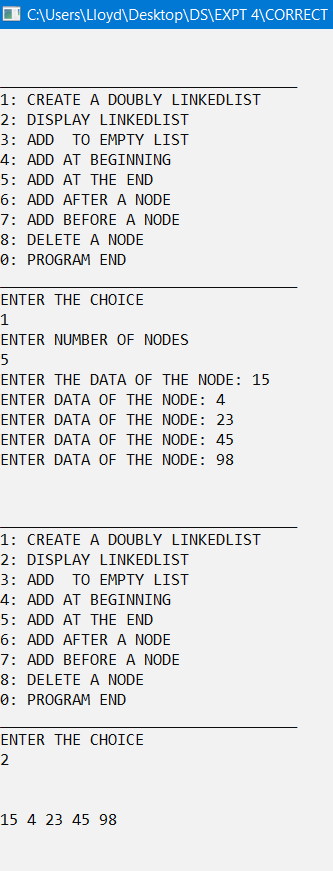 C:\Users\Lloyd\Desktop\DS\EXPT 4\CORRECT
1: CREATE A DOUBLY LINKEDLIST
2: DISPLAY LINKEDLIST
3: ADD  TO EMPTY LIST
4: ADD AT BEGINNING
5: ADD AT THE END
6: ADD AFTER A NODE
7: ADD BEFORE A NODE
8: DELETE A NODE
0: PROGRAM END
ENTER THE CHOICE
1
ENTER NUMBER OF NODES
5
ENTER THE DATA OF THE NODE: 15
ENTER DATA OF THE NODE: 4
ENTER DATA OF THE NODE: 23
ENTER DATA OF THE NODE: 45
ENTER DATA OF THE NODE: 98
1: CREATE A DOUBLY LINKEDLIST
2: DISPLAY LINKEDLIST
3: ADD  TO EMPTY LIST
4: ADD AT BEGINNING
5: ADD AT THE END
6: ADD AFTER A NODE
7: ADD BEFORE A NODE
8: DELETE A NODE
0: PROGRAM END
ENTER THE CHOICE
2
15 4 23 45 98